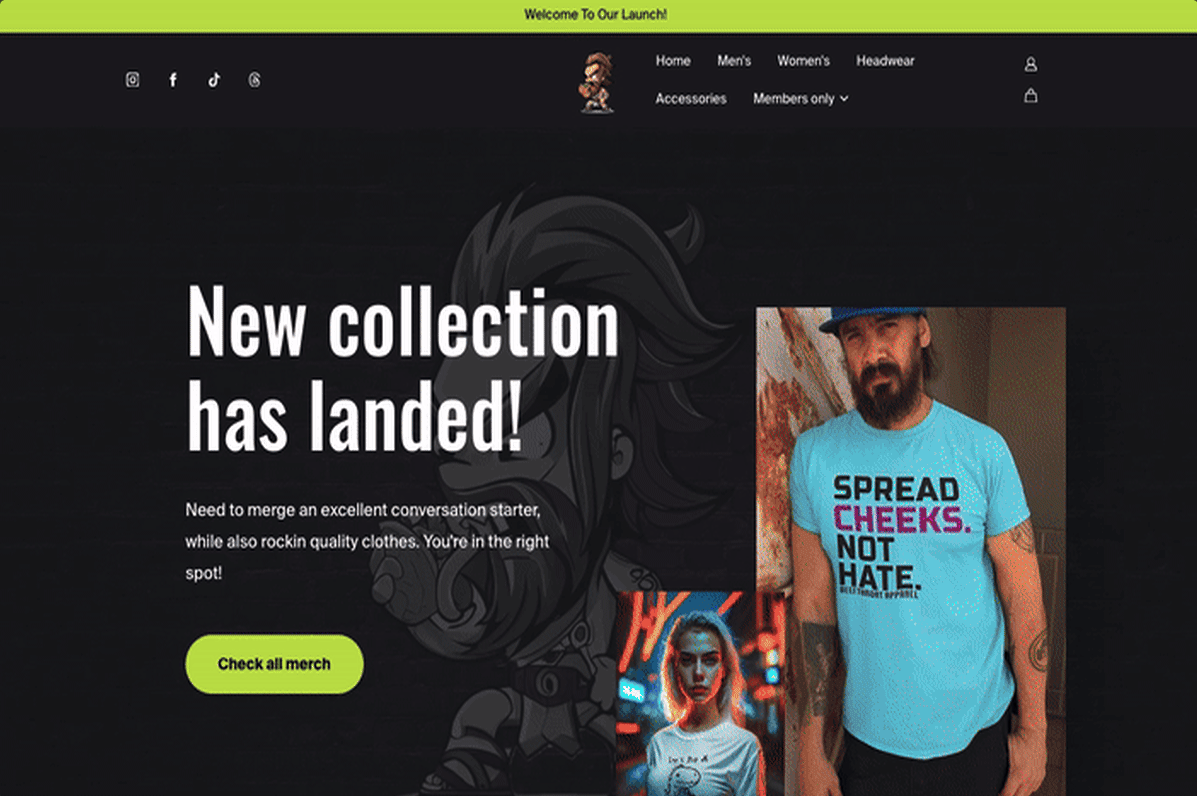 Welcome To Our Launch!
Home Men's Women's Headwear
Accessories Members only
New collection
has landed!
Need to merge an excellent conversation starter,
while also rockin quality clothes. You're in the right
spot!
Check all merch
SPREAD
CHEEKS.
NOT
HATE.